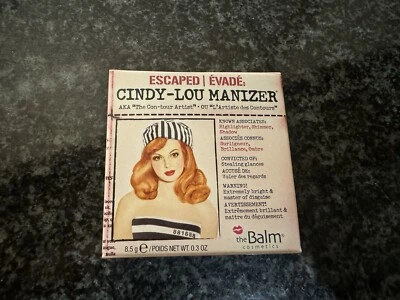 ESCAPED | ÉVADÉ:
CINDY-LOU MANIZER®
AKA "The Con-tour Artist" • OU "L'Artiste des Contours"
KNOWN ASSOCIATES:
Highlighter, Shimmer,
Shadow
ASSOCIÉS CONNUS:
Surligneur,
Brillance, Ombre
CONVICTED OF:
Stealing glances
ACCUSÉ DE:
Voler des regards
WARNING!
Extremely bright &
master of disguise
AVERTISSEMENT!
Extrêmement brillant &
maître du déguisement
881888
8.5 g e / POIDS NET WT. 0.3 OZ
theBalm®
cosmetics